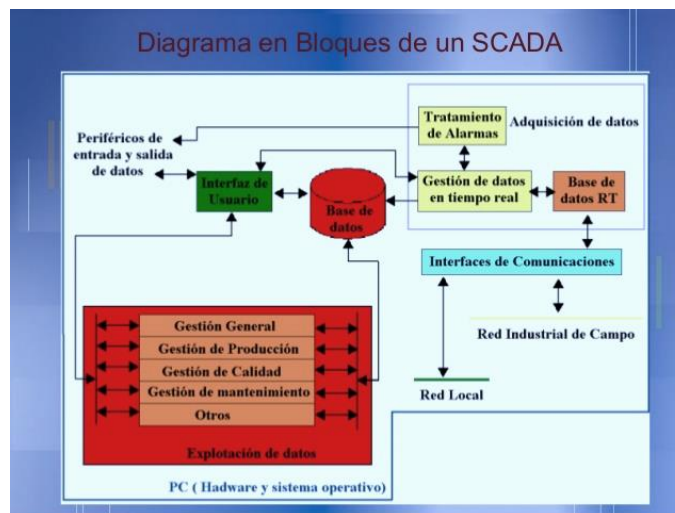 Diagrama en Bloques de un SCADA
Tratamiento
de Alarmas
Adquisición de datos
Periféricos de
entrada y salida
de datos
Interfaz de
Usuario
Base de
datos
Gestión de datos
en tiempo real
Base de
datos RT
Interfaces de Comunicaciones
Red Industrial de Campo
Red Local
Gestión General
Gestión de Producción
Gestión de Calidad
Gestión de mantenimiento
Otros
Explotación de datos
PC ( Hadware y sistema operativo)